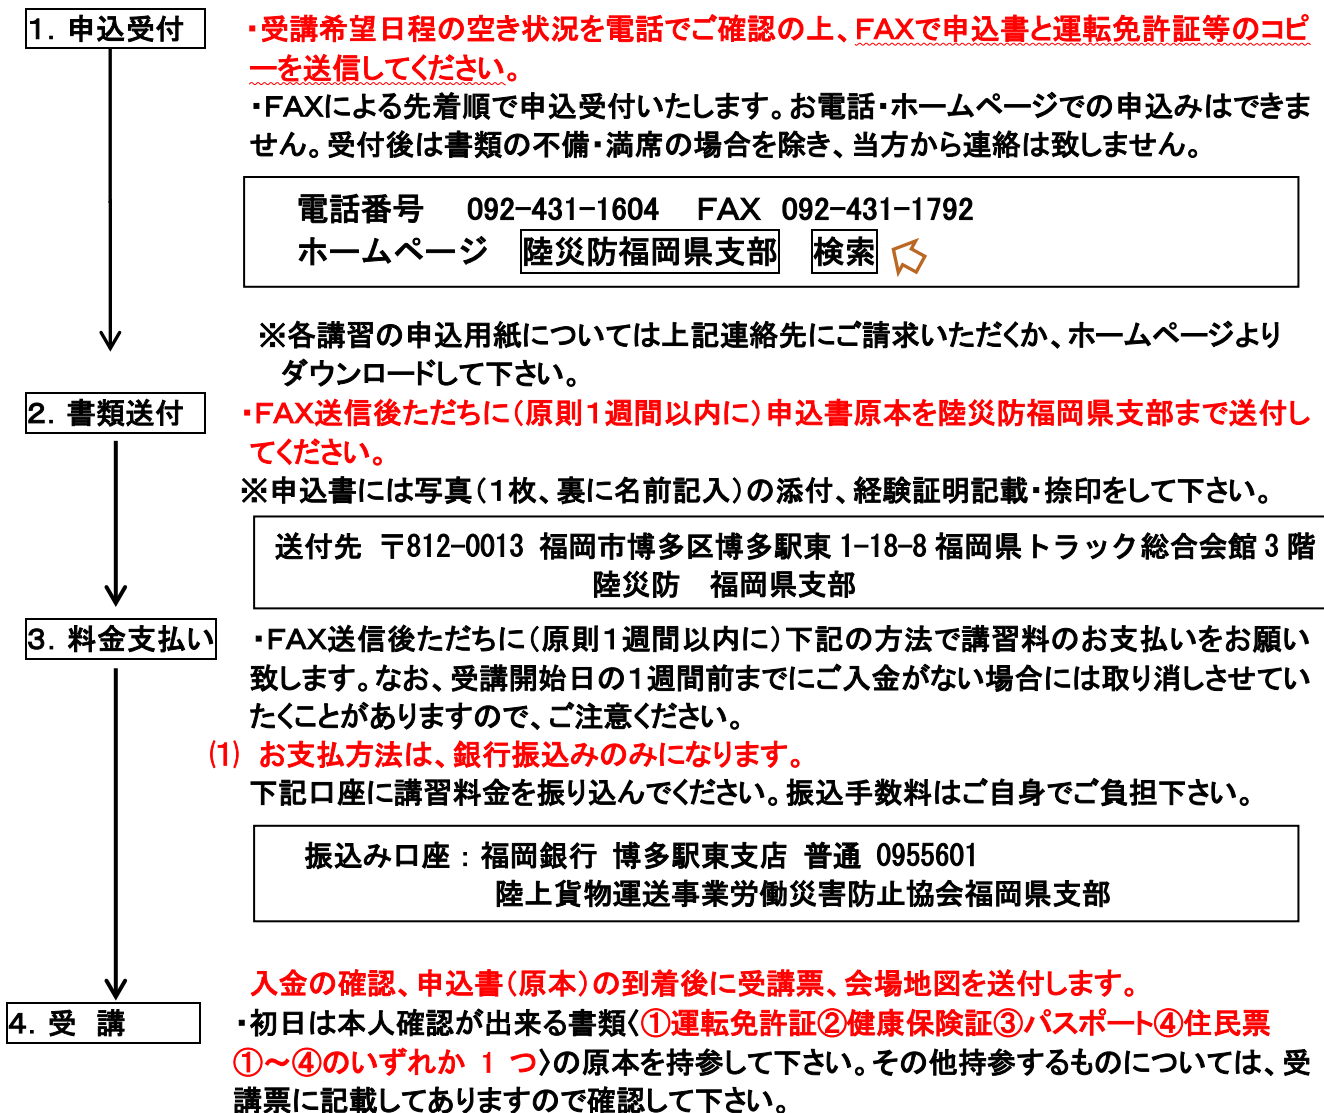 １．申込受付
・受講希望日程の空き状況を電話でご確認の上、FAXで申込書と運転免許証等のコピ
ーを送信してください。
・FAXによる先着順で申込受付いたします。お電話・ホームページでの申込みはできま
せん。受付後は書類の不備・満席の場合を除き、当方から連絡は致しません。
電話番号　092-431-1604　FAX　092-431-1792
ホームページ　陸災防福岡県支部　検索
※各講習の申込用紙については上記連絡先にご請求いただくか、ホームページより
ダウンロードして下さい。
２．書類送付
・FAX送信後ただちに（原則１週間以内に）申込書原本を陸災防福岡県支部まで送付し
てください。
※申込書には写真（１枚、裏に名前記入）の添付、経験証明記載・捺印をして下さい。
送付先　〒812-0013　福岡市博多区博多駅東 1-18-8 福岡県トラック総合会館 3 階
陸災防　福岡県支部
３．料金支払い
・FAX送信後ただちに（原則１週間以内に）下記の方法で講習料のお支払いをお願い
致します。なお、受講開始日の１週間前までにご入金がない場合には取り消しさせてい
たくことがありますので、ご注意ください。
⑴　お支払方法は、銀行振込みのみになります。
下記口座に講習料金を振り込んでください。振込手数料はご自身でご負担下さい。
振込み口座：福岡銀行　博多駅東支店　普通　0955601
陸上貨物運送事業労働災害防止協会福岡県支部
入金の確認、申込書（原本）の到着後に受講票、会場地図を送付します。
４．受　講
・初日は本人確認が出来る書類〈①運転免許証②健康保険証③パスポート④住民票
①～④のいずれか １ つ〉の原本を持参して下さい。その他持参するものについては、受
講票に記載してありますので確認して下さい。